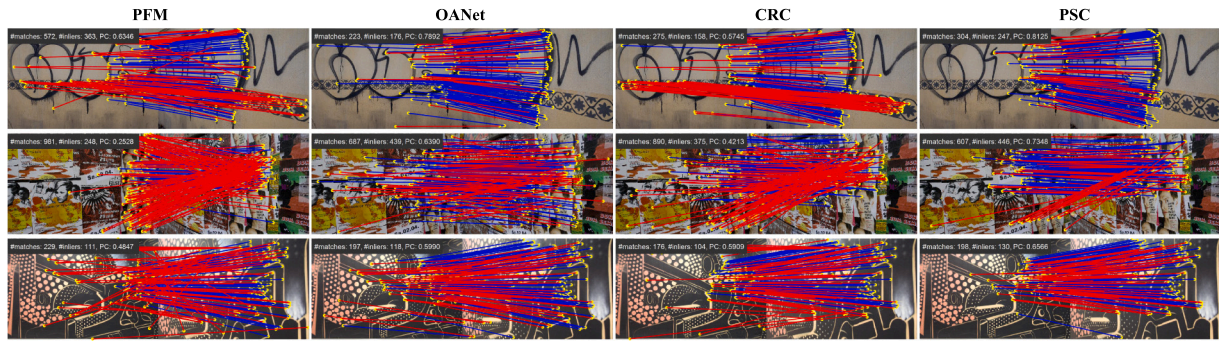 PFM OANet CRC PSC
#matches: 572, #inliers: 363, PC: 0.6346 #matches: 223, #inliers: 176, PC: 0.7892 #matches: 275, #inliers: 158, PC: 0.5745 #matches: 304, #inliers: 247, PC: 0.8125
#matches: 981, #inliers: 248, PC: 0.2528 #matches: 687, #inliers: 439, PC: 0.6390 #matches: 890, #inliers: 375, PC: 0.4213 #matches: 607, #inliers: 446, PC: 0.7348
#matches: 229, #inliers: 111, PC: 0.4847 #matches: 197, #inliers: 118, PC: 0.5990 #matches: 176, #inliers: 104, PC: 0.5909 #matches: 198, #inliers: 130, PC: 0.6566